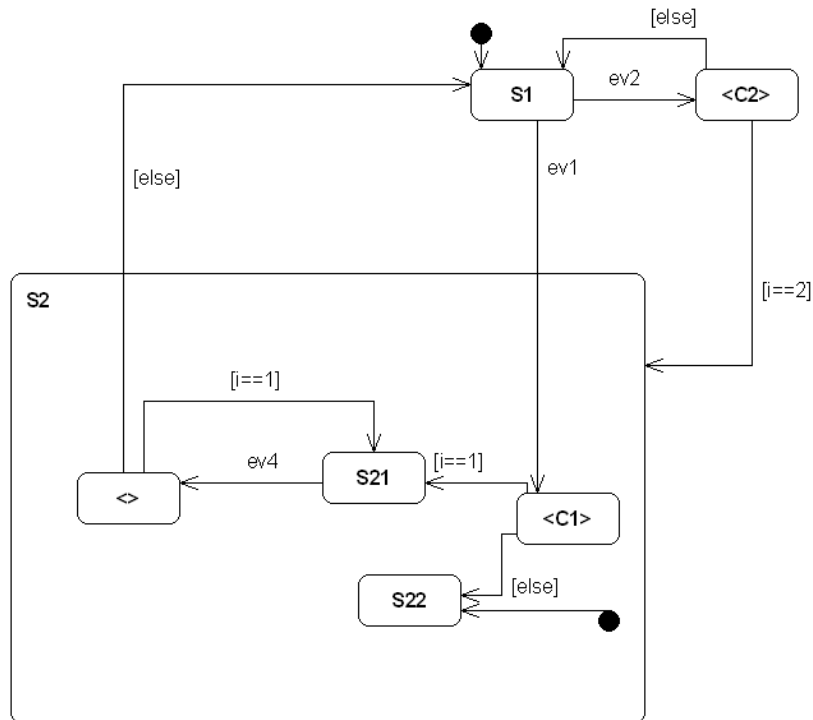 [else]
S1
ev2
<C2>
[else]
ev1
S2
[i==2]
[i==1]
ev4
S21
[i==1]
<>
<C1>
S22
[else]